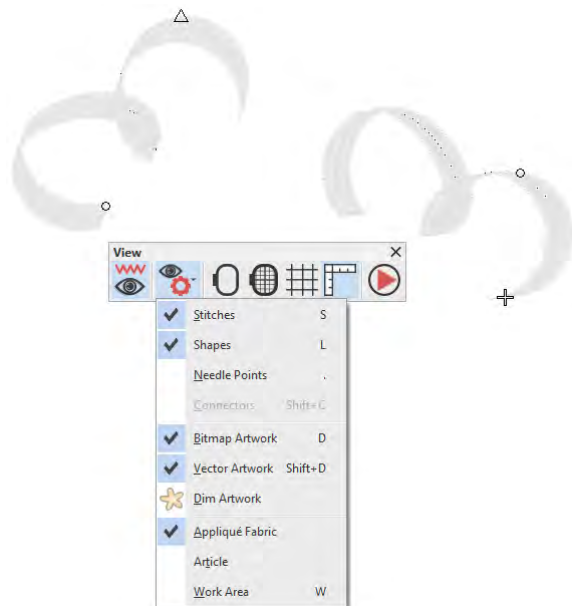 View
Stitches S
Shapes L
Needle Points .
Connectors Shift+C
Bitmap Artwork D
Vector Artwork Shift+D
Dim Artwork
Appliqué Fabric
Article
Work Area W